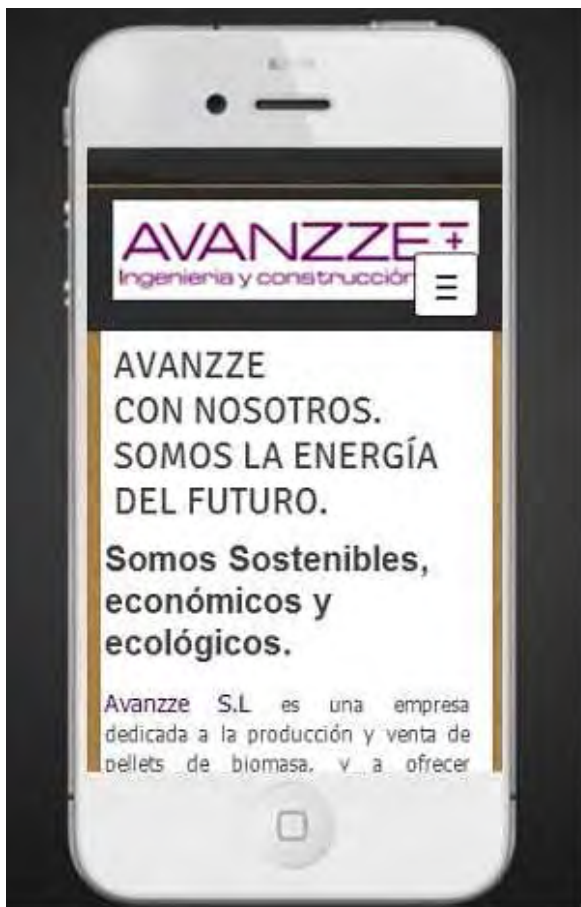 AVANZZE +
Ingenieria y construcción
AVANZZE
CON NOSOTROS.
SOMOS LA ENERGÍA
DEL FUTURO.
Somos Sostenibles,
económicos y
ecológicos.
Avanzze S.L es una empresa
dedicada a la producción y venta de
pellets de biomasa, y a ofrecer